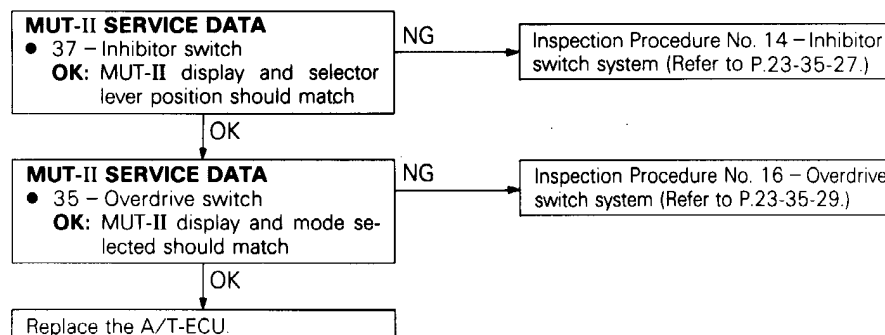 MUT-II SERVICE DATA
● 37 – Inhibitor switch
OK: MUT-II display and selector
lever position should match
NG
Inspection Procedure No. 14 – Inhibitor
switch system (Refer to P.23-35-27.)
OK
MUT-II SERVICE DATA
● 35 – Overdrive switch
OK: MUT-II display and mode se-
lected should match
NG
Inspection Procedure No. 16 – Overdrive
switch system (Refer to P.23-35-29.)
OK
Replace the A/T-ECU.